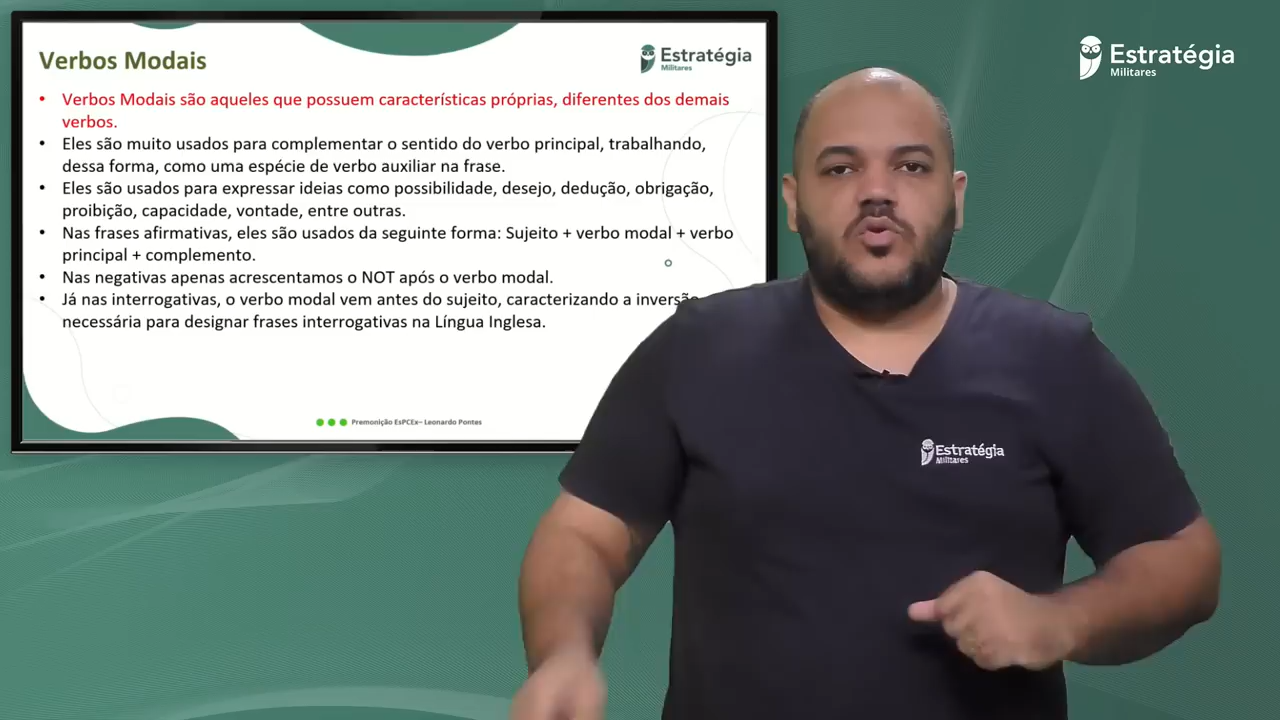 Verbos Modais
Estratégia
Militares
• Verbos Modais são aqueles que possuem características próprias, diferentes dos demais
verbos.
• Eles são muito usados para complementar o sentido do verbo principal, trabalhando,
dessa forma, como uma espécie de verbo auxiliar na frase.
• Eles são usados para expressar ideias como possibilidade, desejo, dedução, obrigação,
proibição, capacidade, vontade, entre outras.
• Nas frases afirmativas, eles são usados da seguinte forma: Sujeito + verbo modal + verbo
principal + complemento.
• Nas negativas apenas acrescentamos o NOT após o verbo modal.
• Já nas interrogativas, o verbo modal vem antes do sujeito, caracterizando a inversão
necessária para designar frases interrogativas na Língua Inglesa.
Premonição EsPCEx– Leonardo Pontes
Estratégia
Militares
Estratégia
Militares